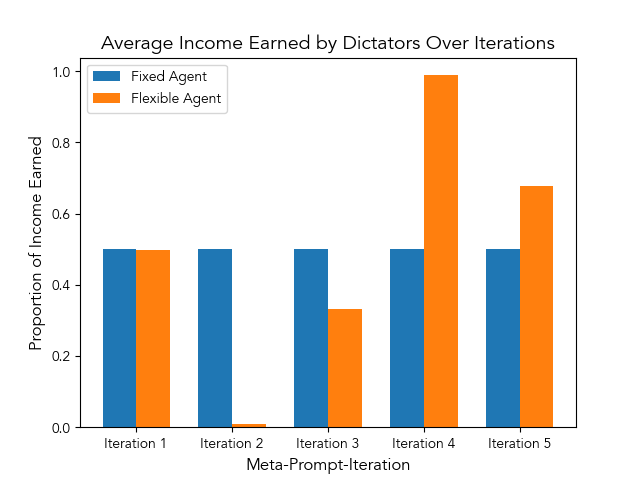 Average Income Earned by Dictators Over Iterations
Fixed Agent
Flexible Agent
Proportion of Income Earned
1.0
0.8
0.6
0.4
0.2
0.0
Iteration 1 Iteration 2 Iteration 3 Iteration 4 Iteration 5
Meta-Prompt-Iteration